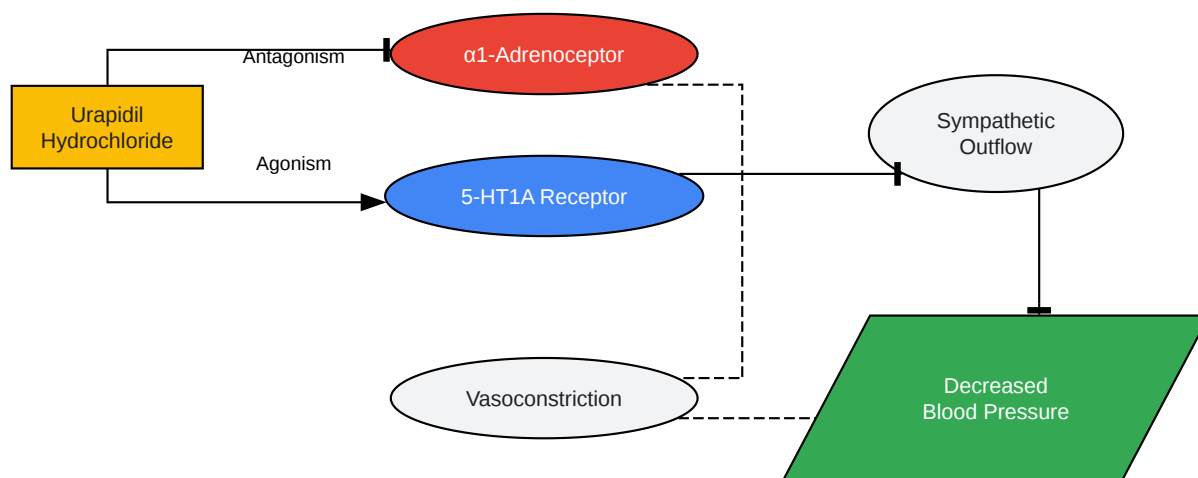 Antagonism
α1-Adrenoceptor
Urapidil
Hydrochloride
Agonism
5-HT1A Receptor
Sympathetic
Outflow
Vasoconstriction
Decreased
Blood Pressure